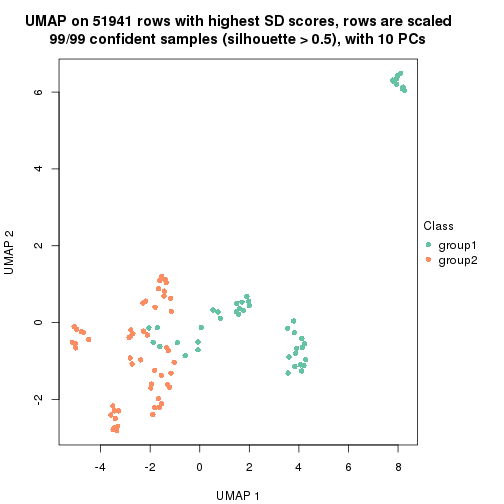 UMAP on 51941 rows with highest SD scores, rows are scaled
99/99 confident samples (silhouette > 0.5), with 10 PCs
6
4
2
0
-2
UMAP 2
-4
-2
0
2
4
6
8
UMAP 1
Class
group1
group2